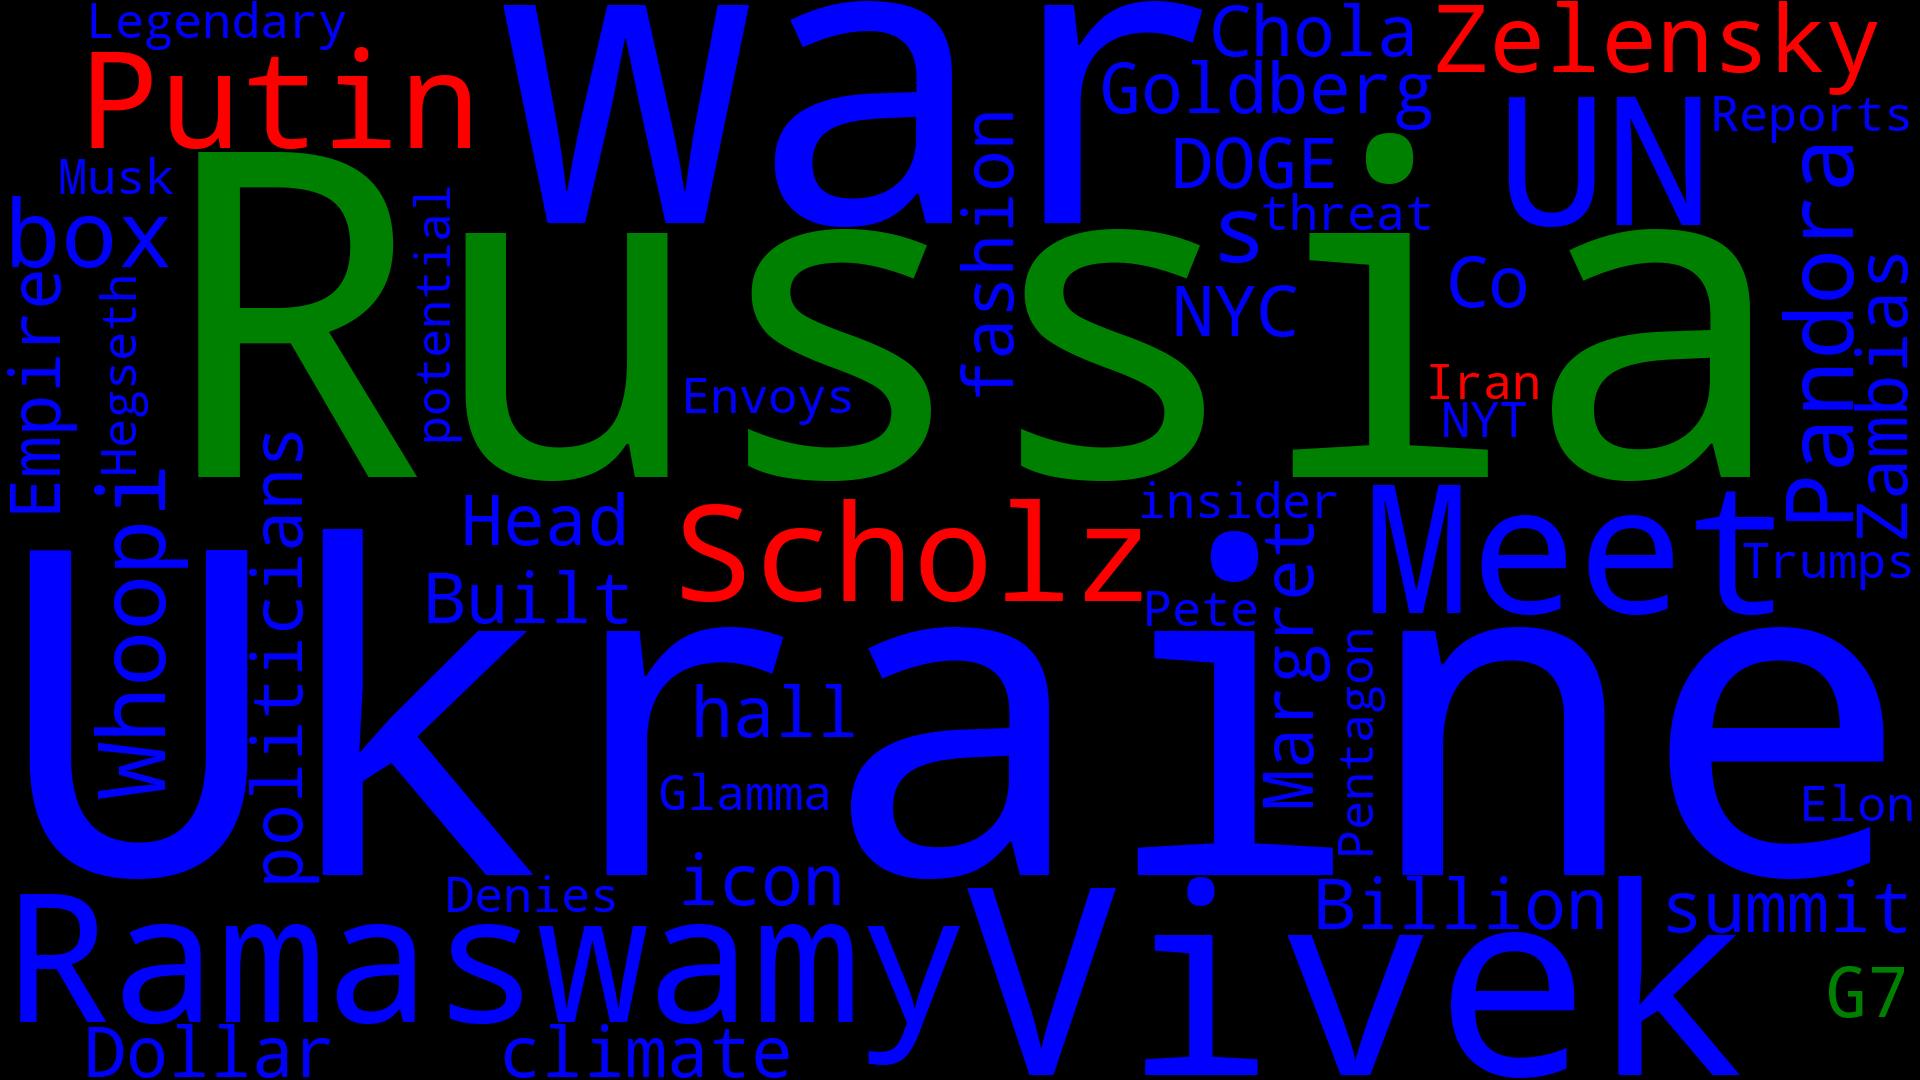 Legendary
war
Chola
Zelensky
Putin
Goldberg
UN
Reports
fashion
DOGE
Pandora
Musk
Russia
potential
box
s
threat
Co
Zambias
Empire
Hegseth
NYC
Envoys
Iran
NYT
politicians
Whoopi
Head
Scholz
insider
Meet
Margret
Trumps
Ukraine
Built
Pete
Pentagon
hall
Glamma
Elon
icon
Denies
Billion
summit
Ramaswamy
Vivek
G7
Dollar
climate